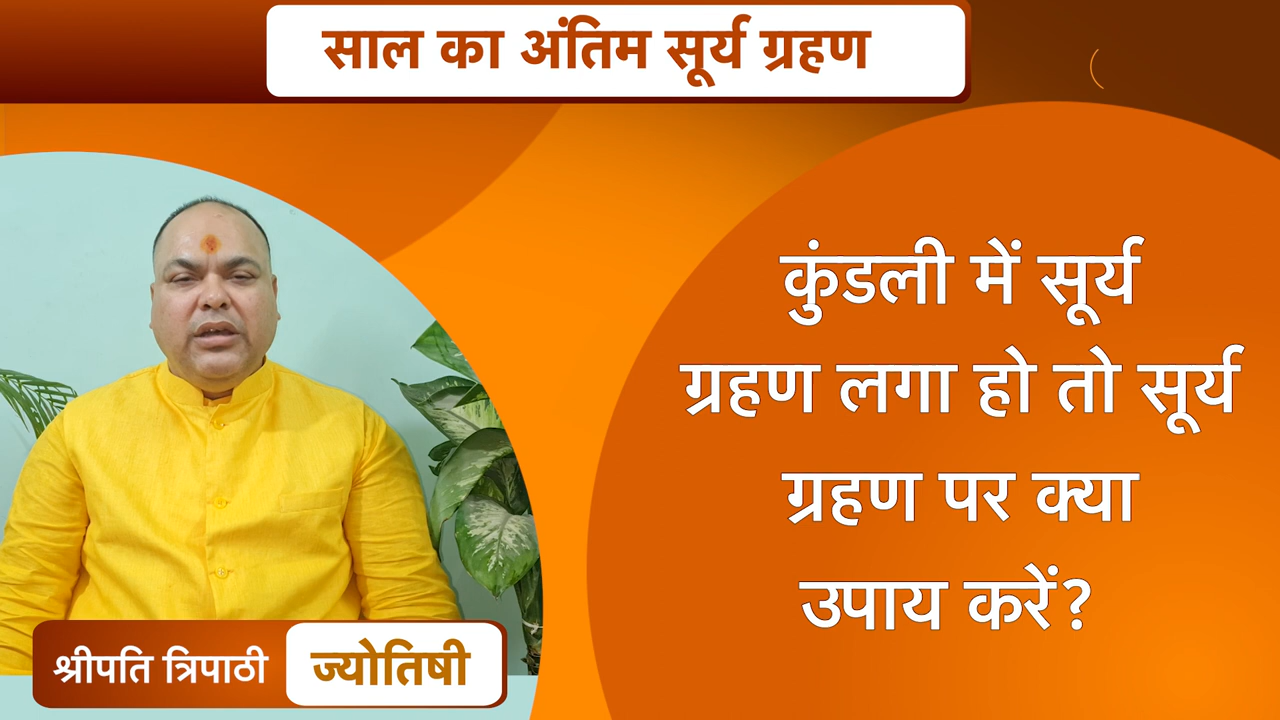 साल का अंतिम सूर्य ग्रहण
कुंडली में सूर्य
ग्रहण लगा हो तो सूर्य
ग्रहण पर क्या
उपाय करें?
श्रीपति त्रिपाठी
ज्योतिषी